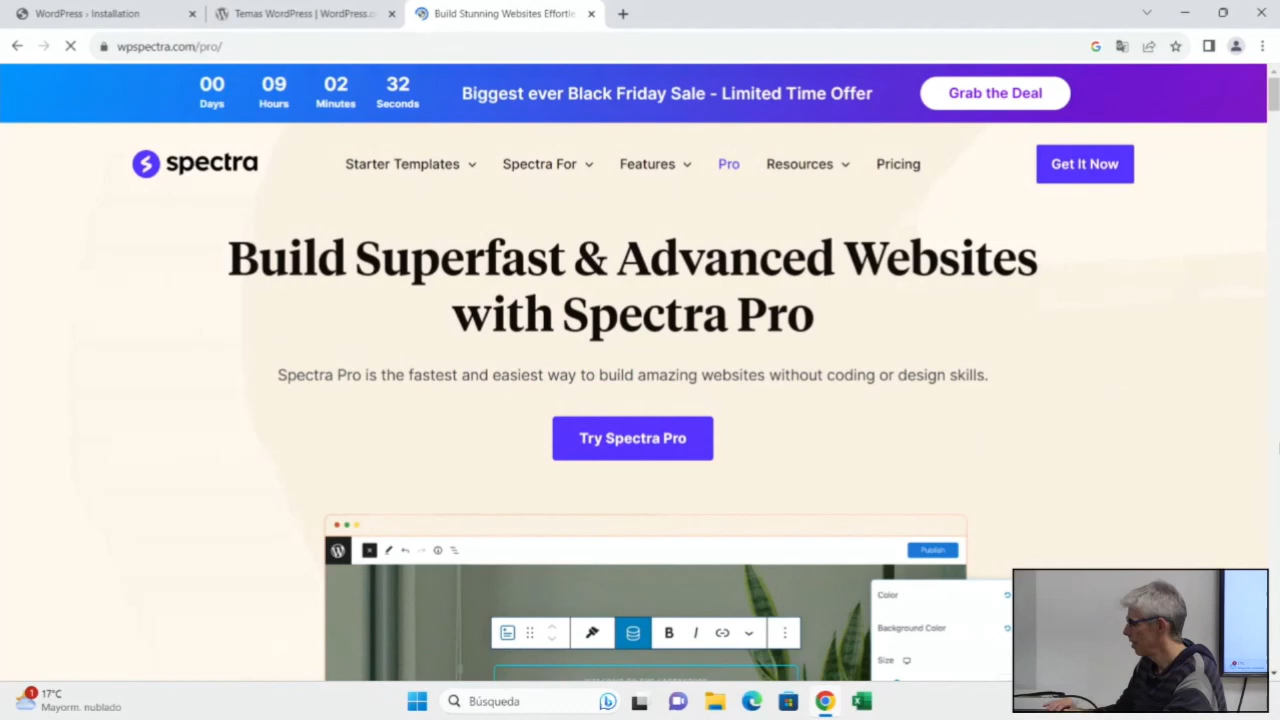 WordPress › Installation
Temas WordPress | WordPress.o
Build Stunning Websites Effortle
wpspectra.com/pro/
00 09 02 32
Days Hours Minutes Seconds
Biggest ever Black Friday Sale - Limited Time Offer
Grab the Deal
spectra
Starter Templates
Spectra For
Features
Pro
Resources
Pricing
Get It Now
Build Superfast & Advanced Websites
with Spectra Pro
Spectra Pro is the fastest and easiest way to build amazing websites without coding or design skills.
Try Spectra Pro
Publish
Color
Background Color
Size
B I
1
17°C
Mayorm. nublado
Búsqueda